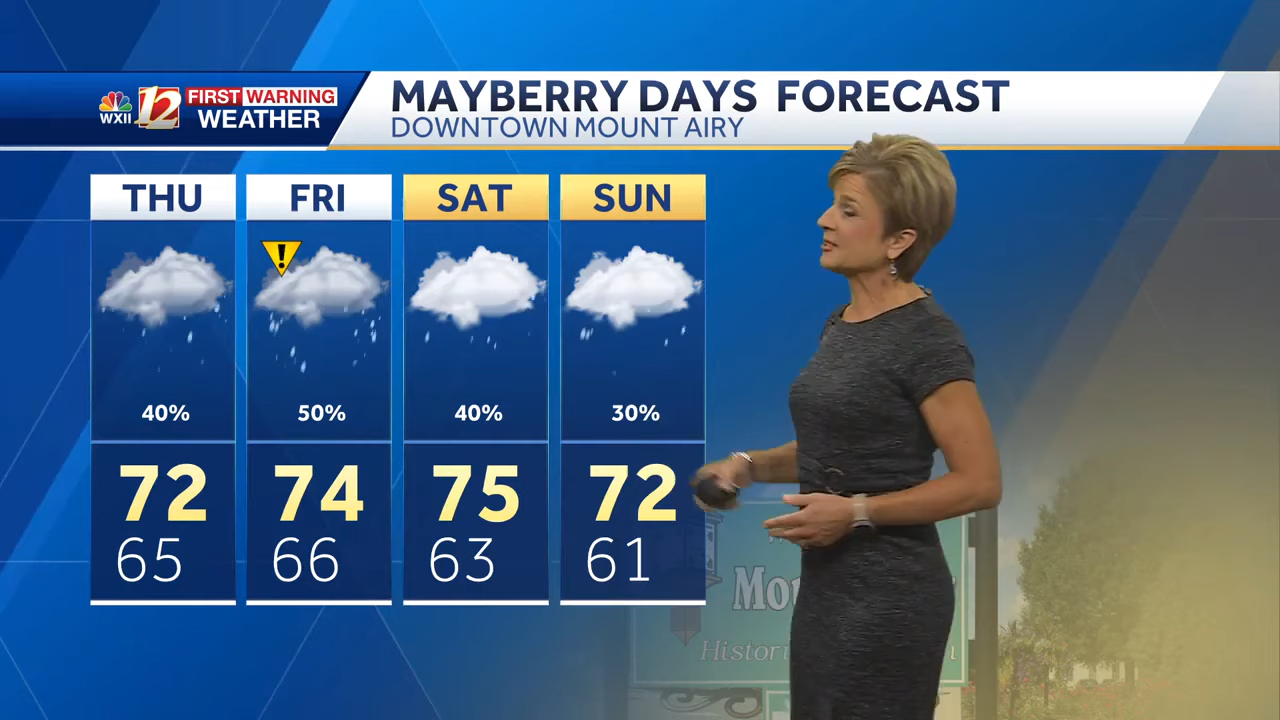 WXII 12 FIRST WARNING WEATHER
MAYBERRY DAYS FORECAST
DOWNTOWN MOUNT AIRY
THU FRI SAT SUN
!
40% 50% 40% 30%
72 74 75 72
65 66 63 61